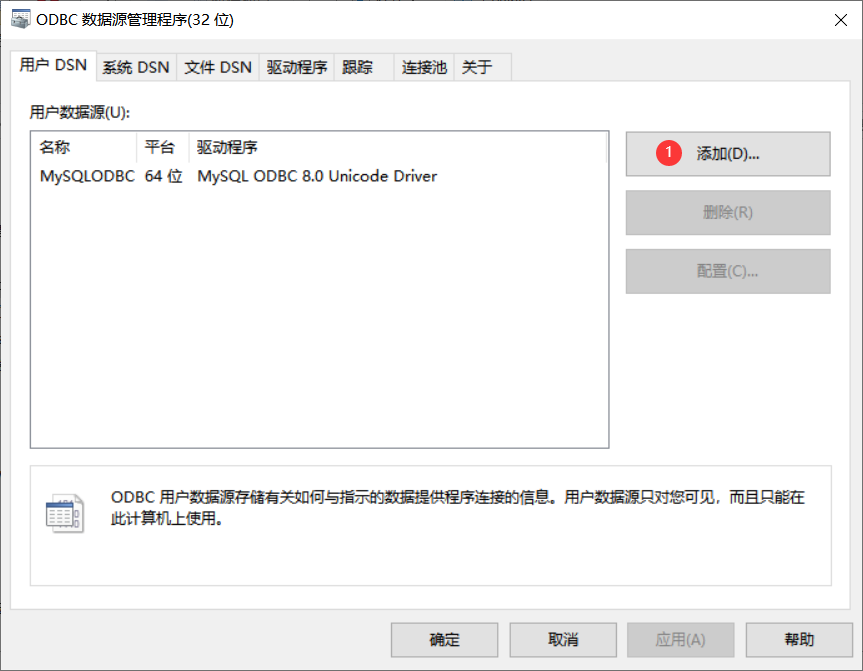 ODBC 数据源管理程序(32 位)
用户 DSN 系统 DSN 文件 DSN 驱动程序 跟踪 连接池 关于
用户数据源(U):
名称 平台 驱动程序
MySQLODBC 64 位 MySQL ODBC 8.0 Unicode Driver
1 添加(D)...
删除(R)
配置(C)...
ODBC 用户数据源存储有关如何与指示的数据提供程序连接的信息。用户数据源只对您可见，而且只能在
此计算机上使用。
确定 取消 应用(A) 帮助